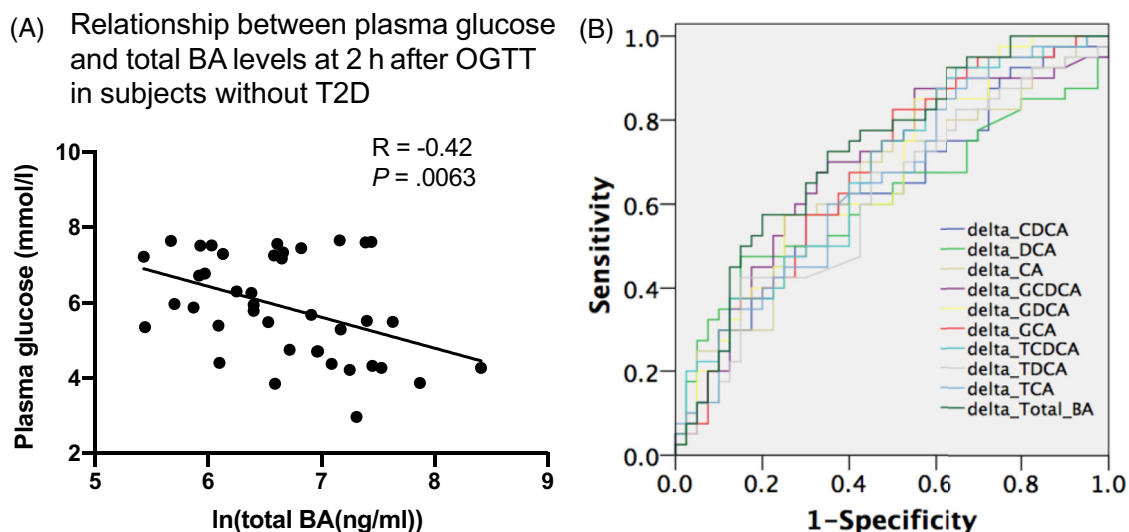 (A) Relationship between plasma glucose
and total BA levels at 2 h after OGTT
in subjects without T2D
R = -0.42
P = .0063
10
8
6
4
2
Plasma glucose (mmol/l)
5 6 7 8 9
ln(total BA(ng/ml))
(B)
1.0
0.8
0.6
0.4
0.2
0.0
Sensitivity
delta_CDCA
delta_DCA
delta_CA
delta_GCDCA
delta_GDCA
delta_GCA
delta_TCDCA
delta_TDCA
delta_TCA
delta_Total_BA
0.0 0.2 0.4 0.6 0.8 1.0
1-Specificity